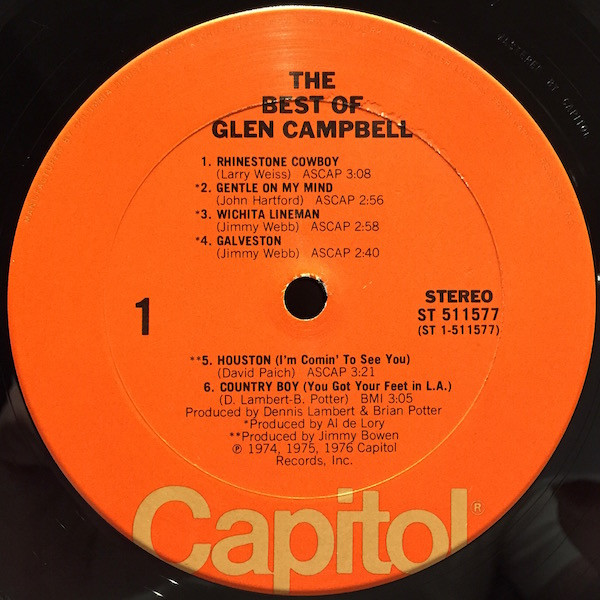 THE
BEST OF
GLEN CAMPBELL
1. RHINESTONE COWBOY
(Larry Weiss) ASCAP 3:08
*2. GENTLE ON MY MIND
(John Hartford) ASCAP 2:56
*3. WICHITA LINEMAN
(Jimmy Webb) ASCAP 2:58
*4. GALVESTON
(Jimmy Webb) ASCAP 2:40
1
STEREO
ST 511577
(ST 1-511577)
**5. HOUSTON (I'm Comin' To See You)
(David Paich) ASCAP 3:21
6. COUNTRY BOY (You Got Your Feet in L.A.)
(D. Lambert-B. Potter) BMI 3:05
Produced by Dennis Lambert & Brian Potter
*Produced by Al de Lory
**Produced by Jimmy Bowen
℗ 1974, 1975, 1976 Capitol
Records, Inc.
Capitol®
MASTERED BY CAPITOL